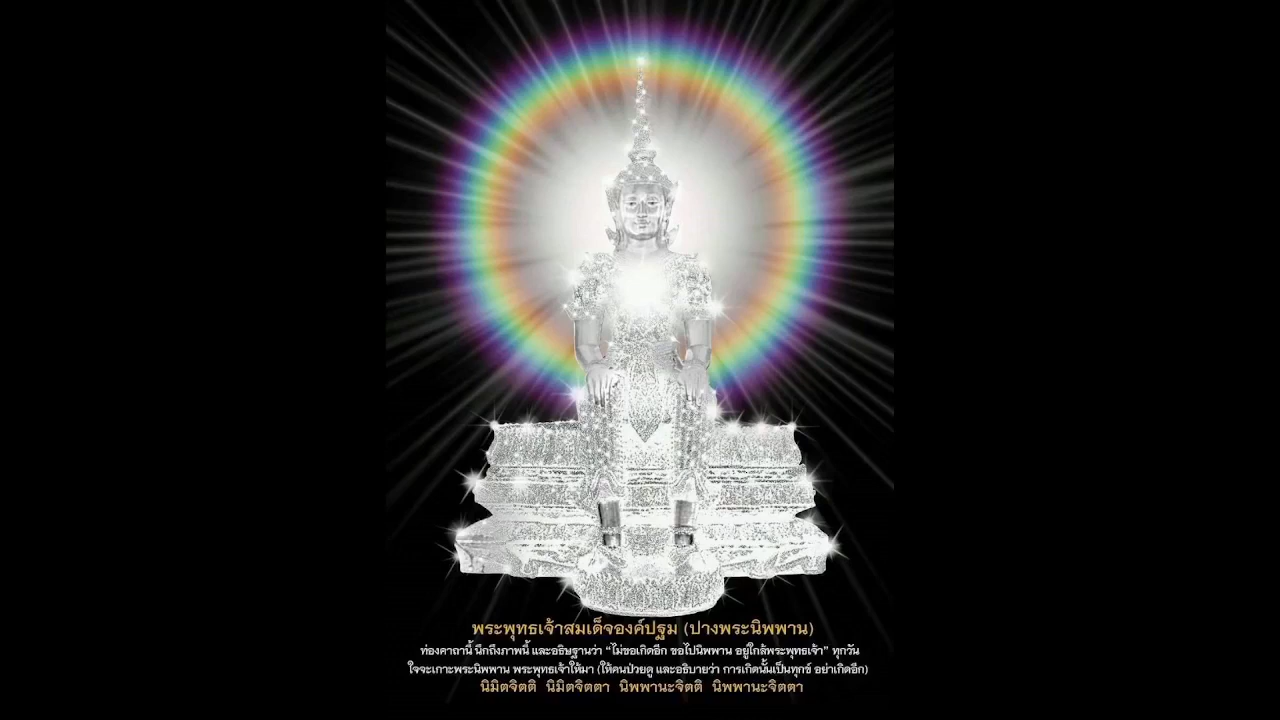 พระพุทธเจ้าสมเด็จองค์ปฐม (ปางพระนิพพาน)
ท่องคาถานี้ นึกถึงภาพนี้ และอธิษฐานว่า “ไม่ขอเกิดอีก ขอไปนิพพาน อยู่ใกล้พระพุทธเจ้า” ทุกวัน
ใจจะเกาะพระนิพพาน พระพุทธเจ้าให้มา (ให้คนป่วยดู และอธิบายว่า การเกิดนั้นเป็นทุกข์ อย่าเกิดอีก)
นิมิตจิตติ นิมิตจิตตา นิพพานะจิตติ นิพพานะจิตตา